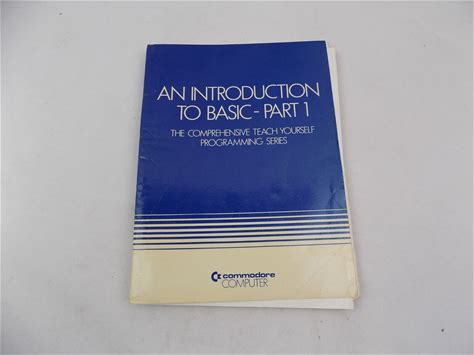 AN INTRODUCTION
TO BASIC - PART 1
THE COMPREHENSIVE TEACH YOURSELF
PROGRAMMING SERIES
commodore
COMPUTER